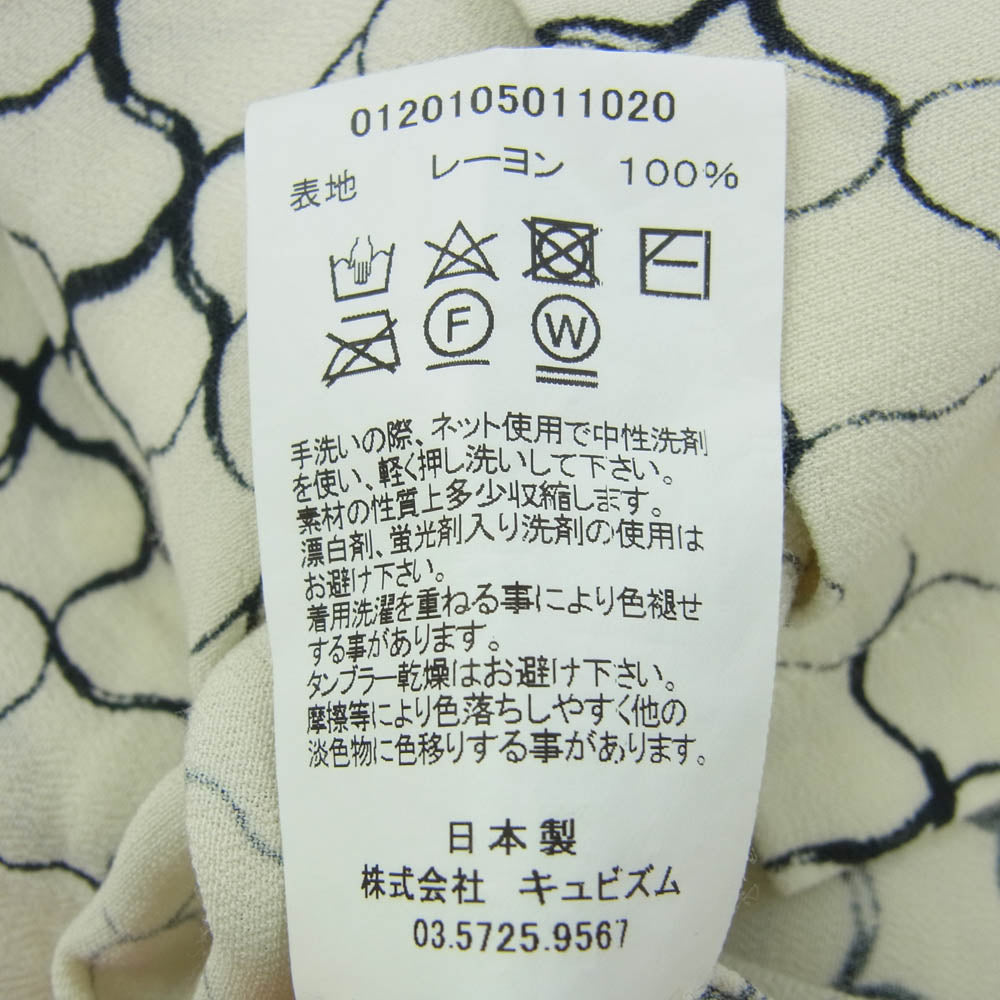 0120105011020
表地 レーヨン 100%
F W
手洗いの際、ネット使用で中性洗剤
を使い、軽く押し洗いして下さい。
素材の性質上多少収縮します。
漂白剤、蛍光剤入り洗剤の使用は
お避け下さい。
着用洗濯を重ねる事により色褪せ
する事があります。
タンブラー乾燥はお避け下さい。
摩擦等により色落ちしやすく他の
淡色物に色移りする事があります。
日本製
株式会社 キュビズム
03.5725.9567